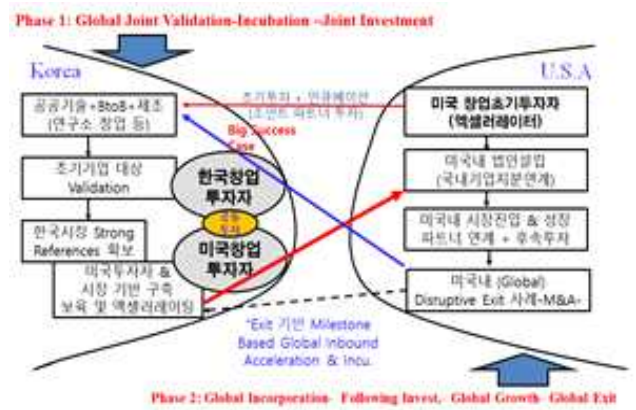 Phase 1: Global Joint Validation-Incubation -Joint Investment
Korea
U.S.A
공공기술+BtoB+제조
(연구소 창업 등)
초기기업 대상
Validation
한국시장 Strong
References 확보
미국투자자 &
시장 기반 구축
보육 및 액셀러레이팅
초기투자 + 인큐베이션
Big Success
Case
한국창업
투자자
공동
투자
미국창업
투자자
미국 창업초기투자자
(액셀러레이터)
미국내 법인설립
(국내기업지분연계)
미국내 시장진입 & 성장
파트너 연계 + 후속투자
미국내 (Global)
Disruptive Exit 사례-M&A-
"Exit 기반 Milestone
Based Global Inbound
Acceleration & Incu.
Phase 2: Global Incorporation- Following Invest, Global Growth- Global Exit